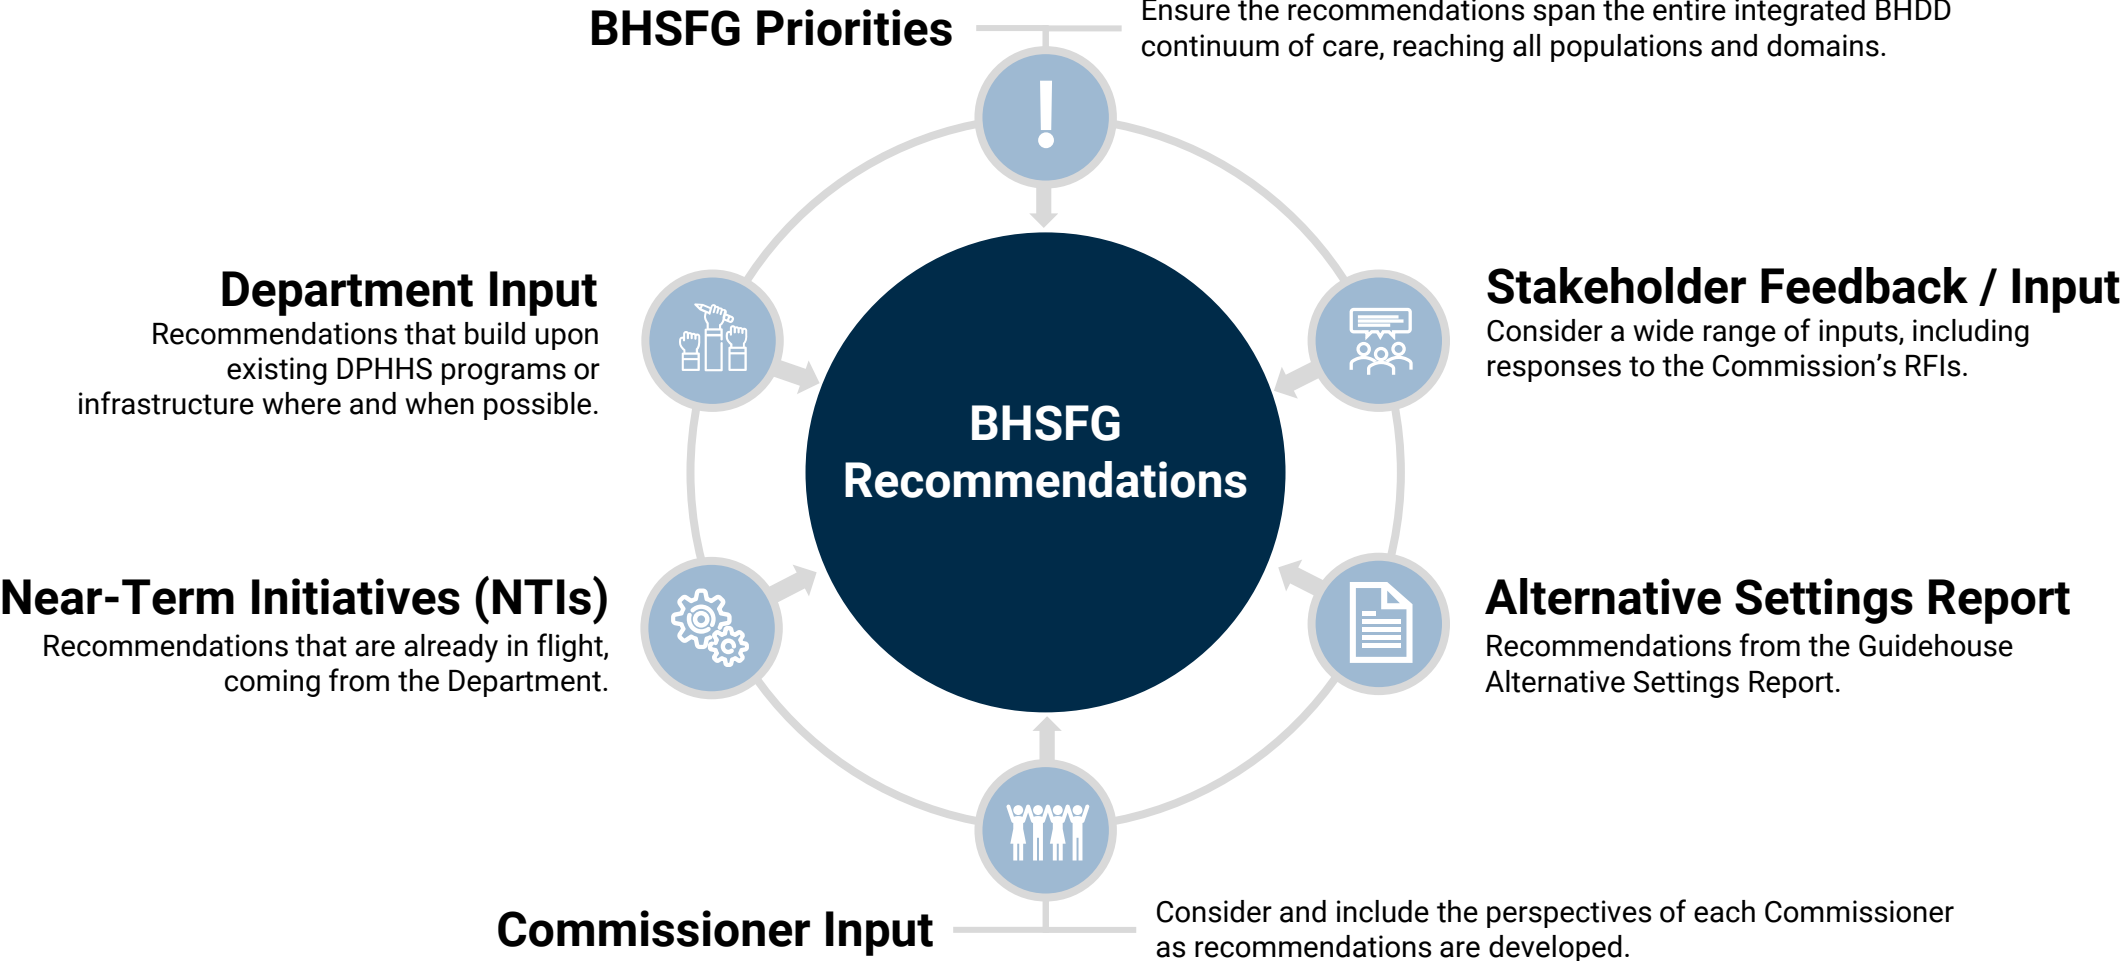 BHSFG Priorities
Ensure the recommendations span the entire integrated BHDD
continuum of care, reaching all populations and domains.
Department Input
Recommendations that build upon
existing DPHHS programs or
infrastructure where and when possible.
Stakeholder Feedback / Input
Consider a wide range of inputs, including
responses to the Commission’s RFIs.
BHSFG
Recommendations
Near-Term Initiatives (NTIs)
Recommendations that are already in flight,
coming from the Department.
Alternative Settings Report
Recommendations from the Guidehouse
Alternative Settings Report.
Commissioner Input
Consider and include the perspectives of each Commissioner
as recommendations are developed.